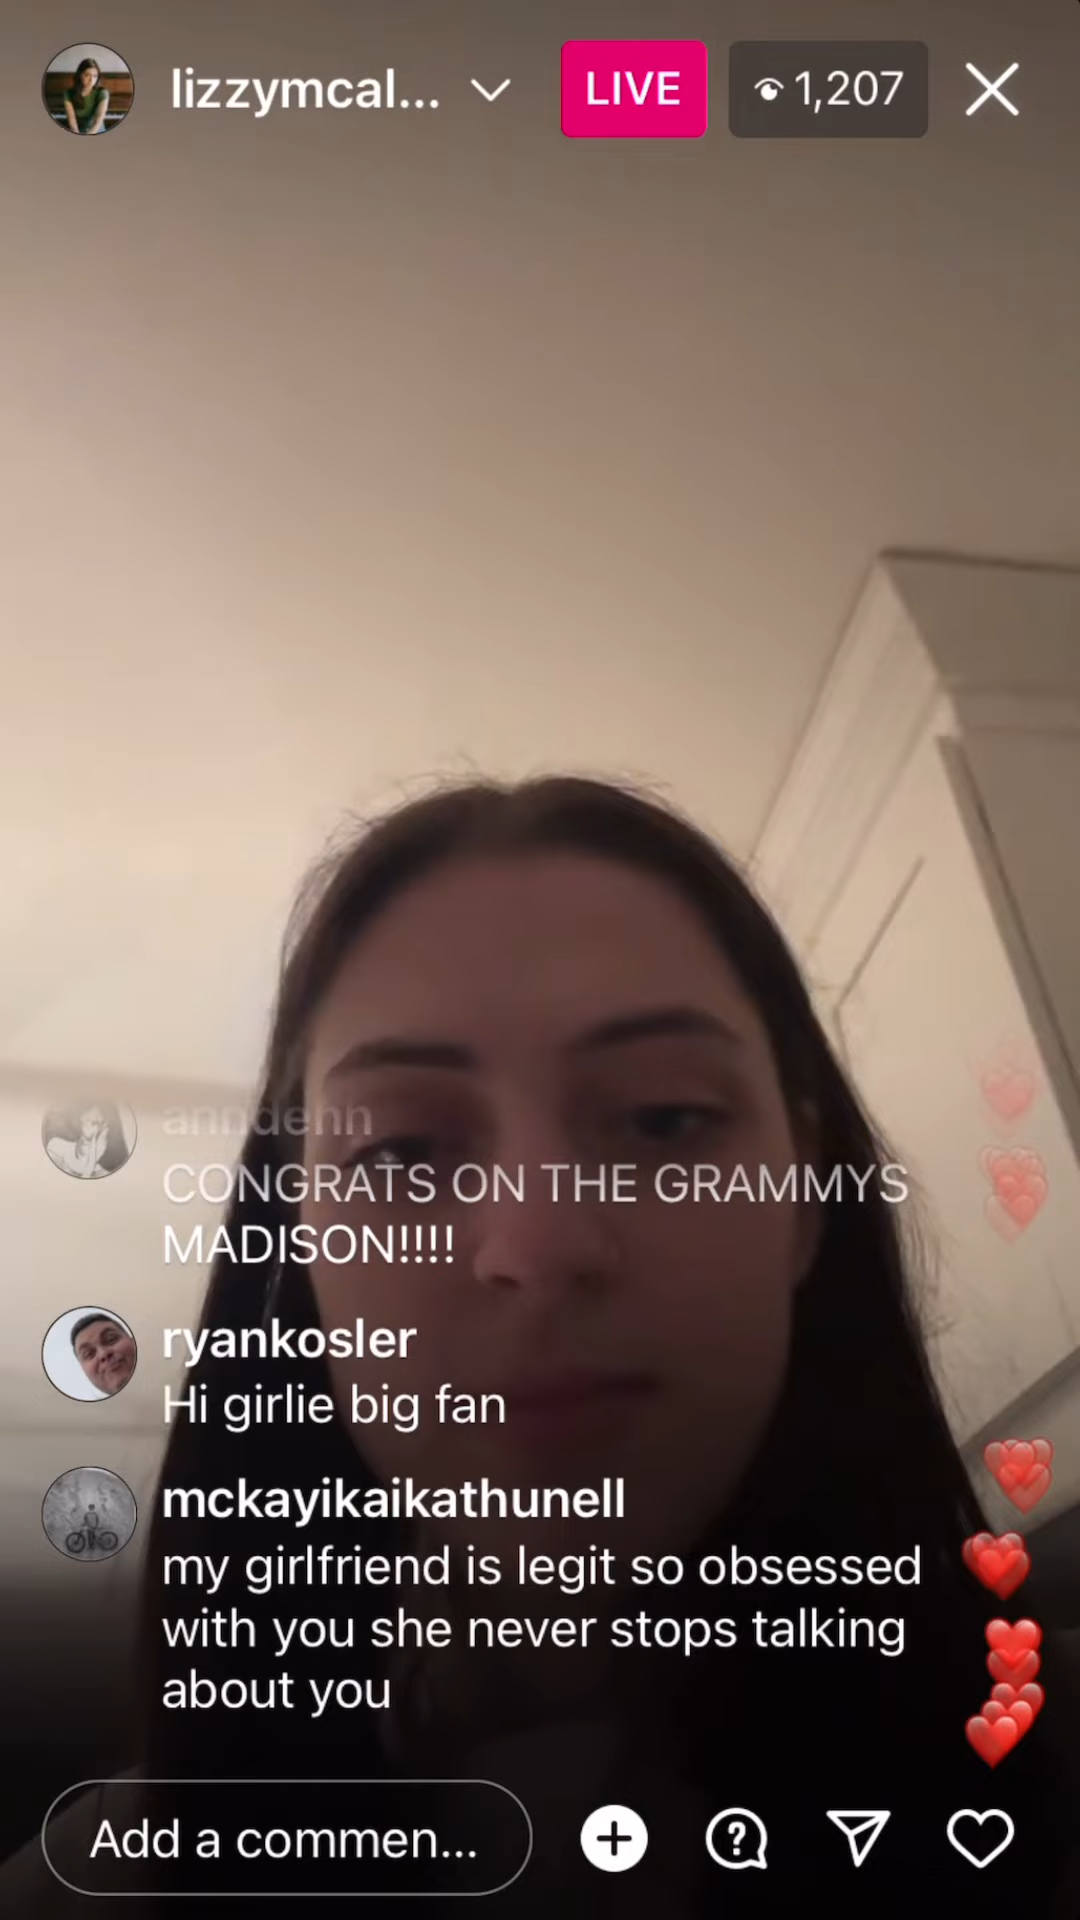 lizzymcal...
LIVE
1,207
anndenn
CONGRATS ON THE GRAMMYS
MADISON!!!!
ryankosler
Hi girlie big fan
mckayikaikathunell
my girlfriend is legit so obsessed
with you she never stops talking
about you
Add a commen...